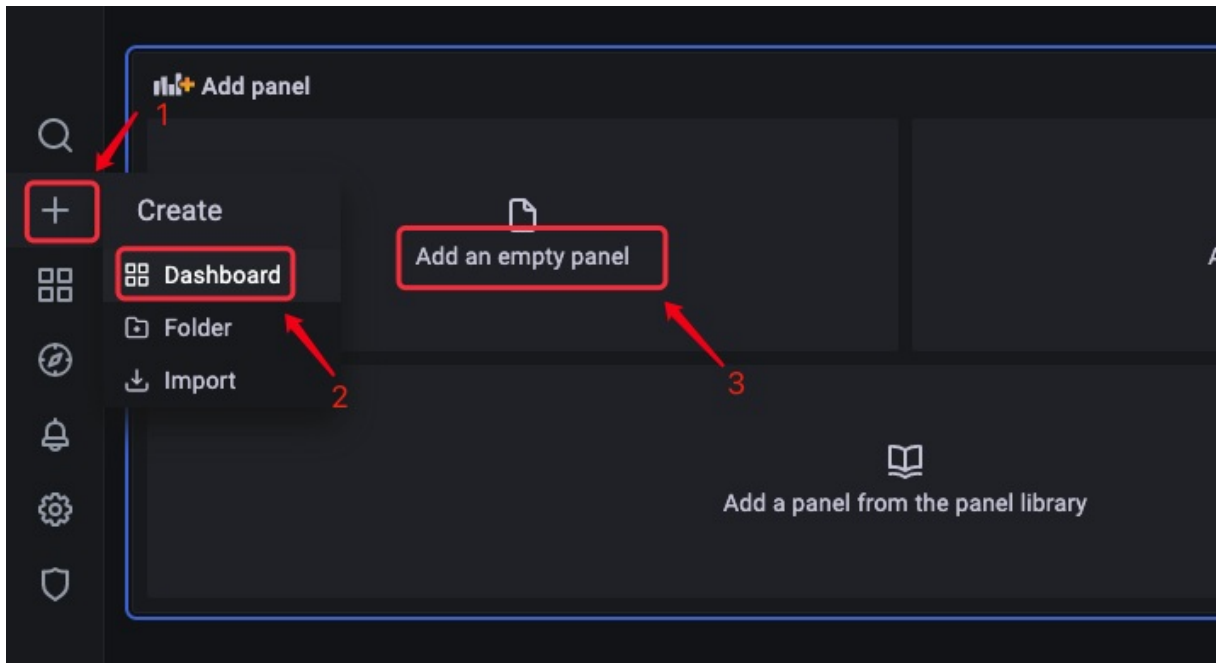 Add panel
1
Create
Add an empty panel
Dashboard
Folder
Import
2
3
Add a panel from the panel library